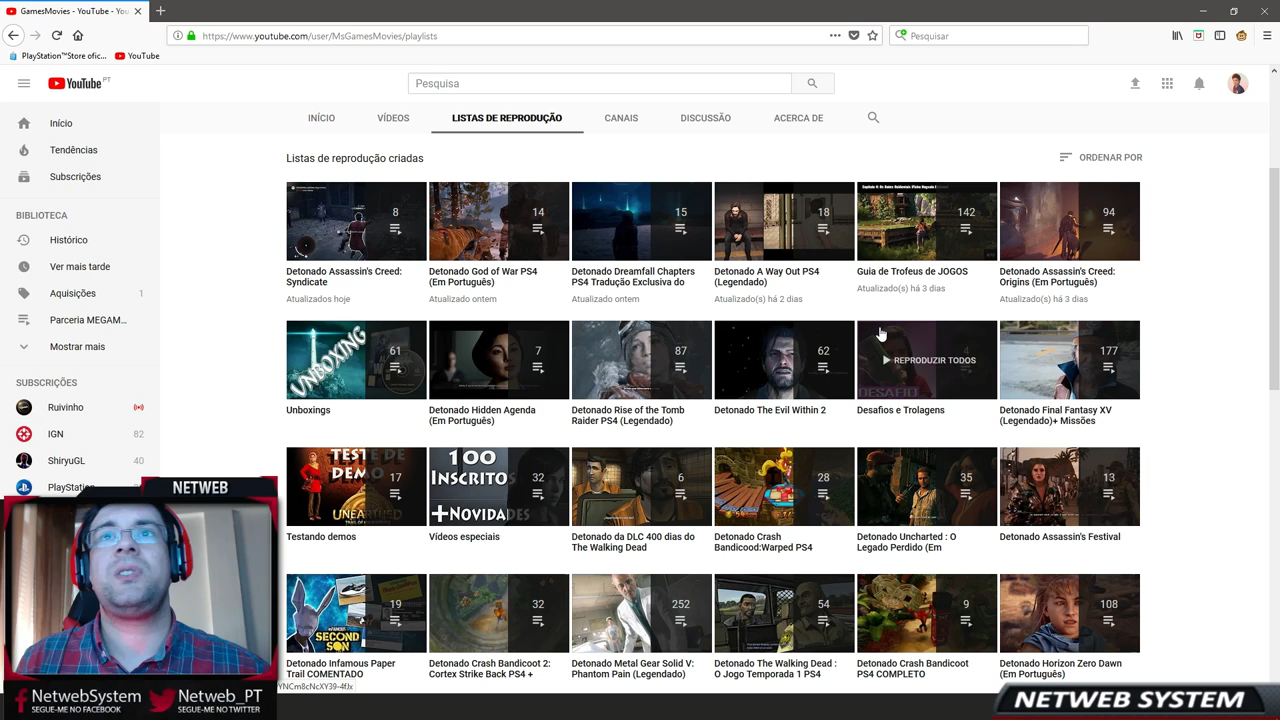 GamesMovies - YouTube - You
https://www.youtube.com/user/MsGamesMovies/playlists
Pesquisar
PlayStation™Store ofic...
YouTube
YouTube PT
Pesquisa
INÍCIO
VÍDEOS
LISTAS DE REPRODUÇÃO
CANAIS
DISCUSSÃO
ACERCA DE
Início
Tendências
Subscrições
BIBLIOTECA
Histórico
Ver mais tarde
Aquisições 1
Parceria MEGAM...
Mostrar mais
SUBSCRIÇÕES
Ruivinho
IGN 82
ShiryuGL 40
PlayStation
Listas de reprodução criadas
ORDENAR POR
8
14
15
18
142
94
Detonado Assassin's Creed:
Syndicate
Atualizados hoje
Detonado God of War PS4
(Em Português)
Atualizado ontem
Detonado Dreamfall Chapters
PS4 Tradução Exclusiva do
Atualizado ontem
Detonado A Way Out PS4
(Legendado)
Atualizado(s) há 2 dias
Guia de Trofeus de JOGOS
Atualizado(s) há 3 dias
Detonado Assassin's Creed:
Origins (Em Português)
Atualizado(s) há 3 dias
UNBOXING
61
7
87
62
REPRODUZIR TODOS
DESAFIO
177
Unboxings
Detonado Hidden Agenda
(Em Português)
Detonado Rise of the Tomb
Raider PS4 (Legendado)
Detonado The Evil Within 2
Desafios e Trolagens
Detonado Final Fantasy XV
(Legendado)+ Missões
TESTE DE
DEMO
17
100
INSCRITOS
+NOVIDADS
32
6
28
35
13
Testando demos
Vídeos especiais
Detonado da DLC 400 dias do
The Walking Dead
Detonado Crash
Bandicood:Warped PS4
Detonado Uncharted : O
Legado Perdido (Em
Detonado Assassin's Festival
SECOND
SON
19
32
252
54
9
108
Detonado Infamous Paper
Trail COMENTADO
Detonado Crash Bandicoot 2:
Cortex Strike Back PS4 +
Detonado Metal Gear Solid V:
Phantom Pain (Legendado)
Detonado The Walking Dead :
O Jogo Temporada 1 PS4
Detonado Crash Bandicoot
PS4 COMPLETO
Detonado Horizon Zero Dawn
(Em Português)
NETWEB
NetwebSystem
SEGUE-ME NO FACEBOOK
Netweb_PT
SEGUE-ME NO TWITTER
NETWEB SYSTEM